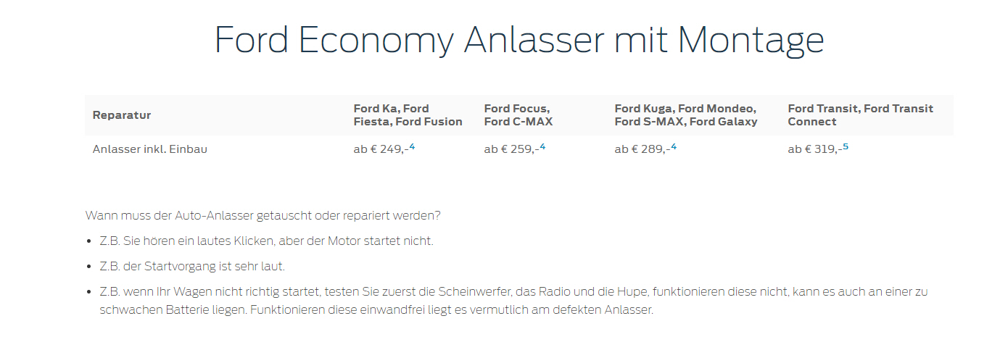 Ford Economy Anlasser mit Montage
Reparatur
Ford Ka, Ford
Fiesta, Ford Fusion
Ford Focus,
Ford C-MAX
Ford Kuga, Ford Mondeo,
Ford S-MAX, Ford Galaxy
Ford Transit, Ford Transit
Connect
Anlasser inkl. Einbau
ab € 249,-4
ab € 259,-4
ab € 289,-4
ab € 319,-5
Wann muss der Auto-Anlasser getauscht oder repariert werden?
• Z.B. Sie hören ein lautes Klicken, aber der Motor startet nicht.
• Z.B. der Startvorgang ist sehr laut.
• Z.B. wenn Ihr Wagen nicht richtig startet, testen Sie zuerst die Scheinwerfer, das Radio und die Hupe, funktionieren diese nicht, kann es auch an einer zu
schwachen Batterie liegen. Funktionieren diese einwandfrei liegt es vermutlich am defekten Anlasser.